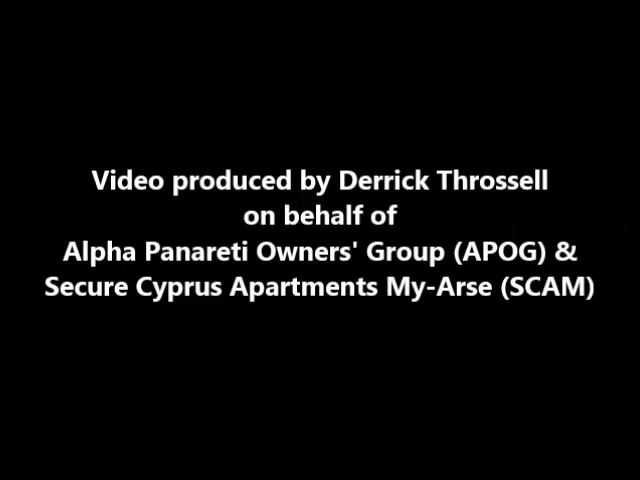 Video produced by Derrick Throssell
on behalf of
Alpha Panareti Owners' Group (APOG) &
Secure Cyprus Apartments My-Arse (SCAM)